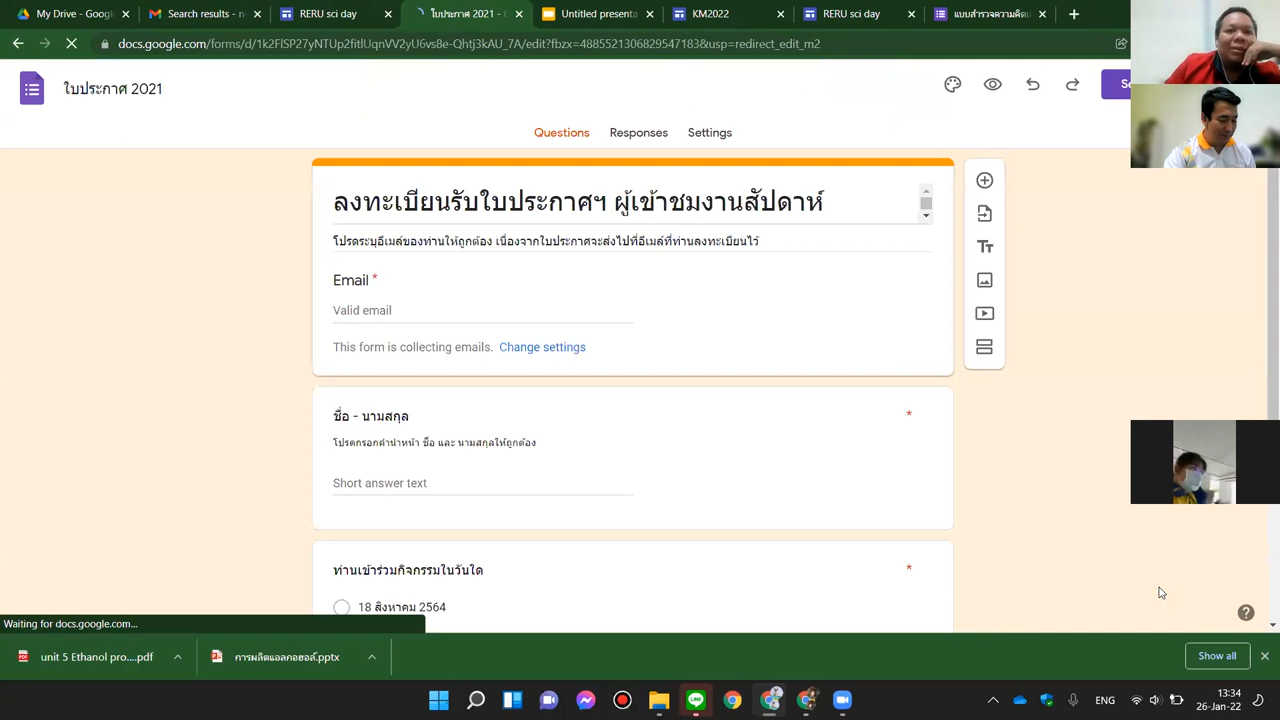 My Drive - Googl
Search results - n
RERU sci day
ใบประกาศ 2021 - G
Untitled presenta
KM2022
RERU sci day
แบบสำรวจความคิดเ
docs.google.com/forms/d/1k2FlSP27yNTUp2fitlUqnVV2yU6vs8e-Qhtj3kAU_7A/edit?fbzx=4885521306829547183&usp=redirect_edit_m2
ใบประกาศ 2021
Se
Questions
Responses
Settings
ลงทะเบียนรับใบประกาศฯ ผู้เข้าชมงานสัปดาห์
โปรดระบุอีเมล์ของท่านให้ถูกต้อง เนื่องจากใบประกาศจะส่งไปที่อีเมล์ที่ท่านลงทะเบียนไว้
Email *
Valid email
This form is collecting emails. Change settings
ชื่อ - นามสกุล *
โปรดกรอกคำนำหน้า ชื่อ และ นามสกุลให้ถูกต้อง
Short answer text
ท่านเข้าร่วมกิจกรรมในวันใด *
18 สิงหาคม 2564
Waiting for docs.google.com...
unit 5 Ethanol pro....pdf
การผลิตแอลกอฮอล์.pptx
Show all
ENG
13:34
26-Jan-22